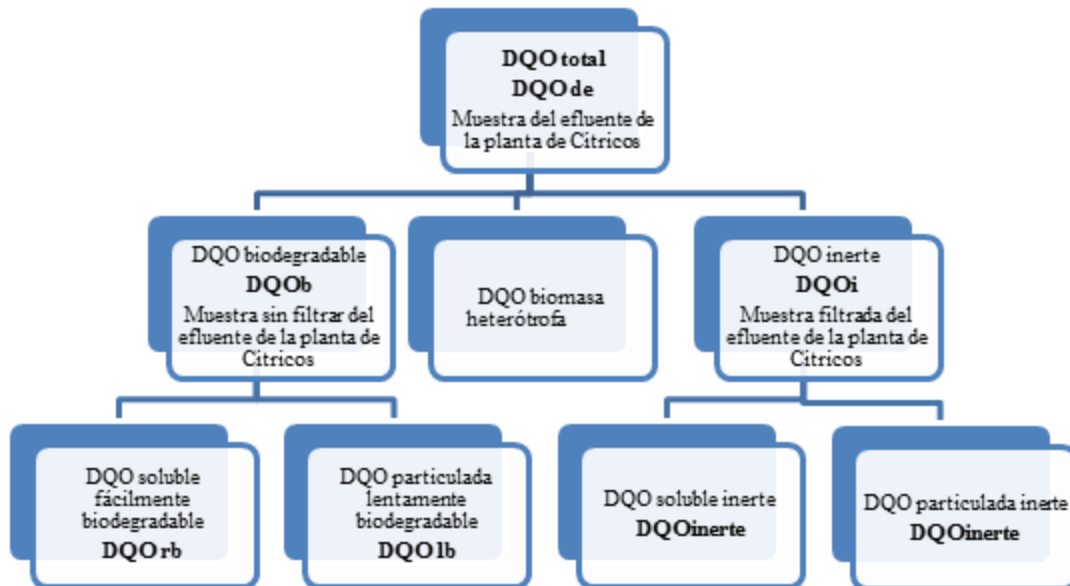 DQO total
DQO de
Muestra del efluente de
la planta de Citricos
DQO biodegradable
DQOb
Muestra sin filtrar del
efluente de la planta de
Citricos
DQO biomasa
heterótrofa
DQO inerte
DQOi
Muestra filtrada del
efluente de la planta de
Citricos
DQO soluble
fácilmente
biodegradable
DQO rb
DQO particulada
lentamente
biodegradable
DQO lb
DQO soluble inerte
DQOinerte
DQO particulada inerte
DQOinerte